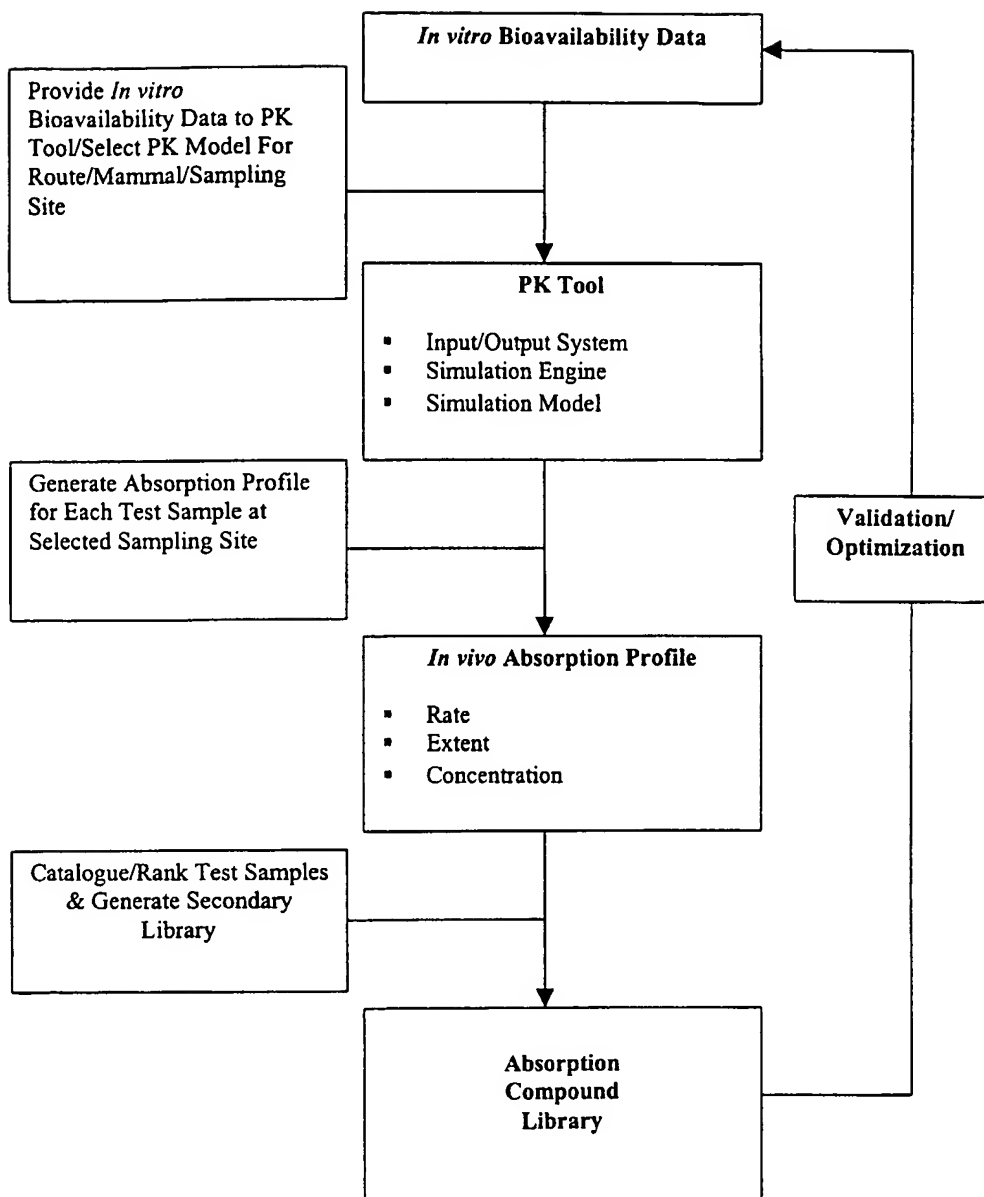 In vitro Bioavailability Data
Provide In vitro
Bioavailability Data to PK
Tool/Select PK Model For
Route/Mammal/Sampling
Site
PK Tool
▪ Input/Output System
▪ Simulation Engine
▪ Simulation Model
Generate Absorption Profile
for Each Test Sample at
Selected Sampling Site
Validation/
Optimization
In vivo Absorption Profile
▪ Rate
▪ Extent
▪ Concentration
Catalogue/Rank Test Samples
& Generate Secondary
Library
Absorption
Compound
Library